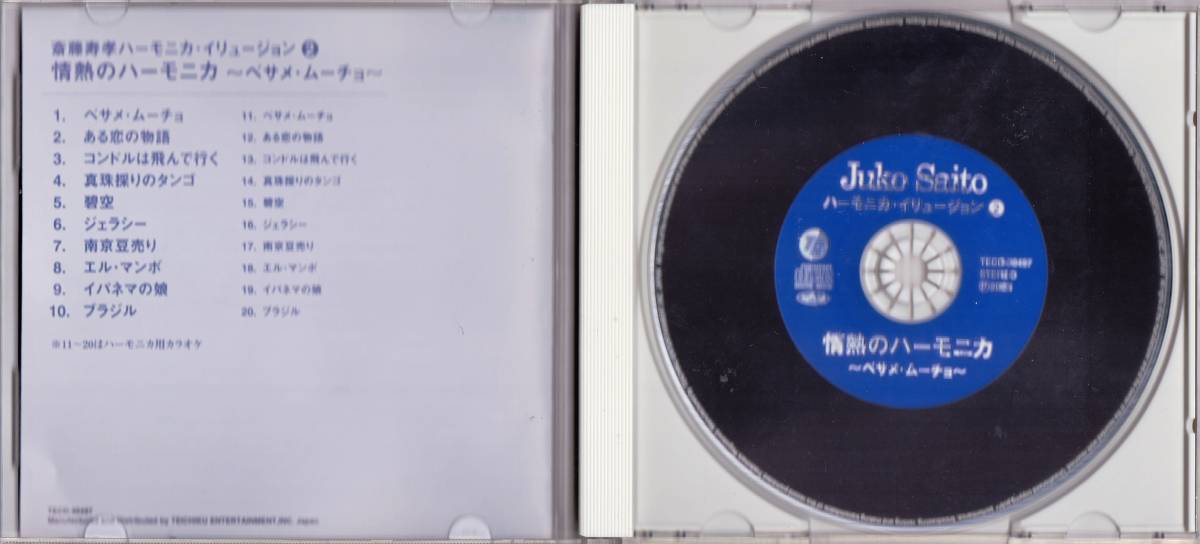 斎藤寿孝ハーモニカ・イリュージョン 2
情熱のハーモニカ ～ベサメ・ムーチョ～
1. ベサメ・ムーチョ
2. ある恋の物語
3. コンドルは飛んで行く
4. 真珠採りのタンゴ
5. 碧空
6. ジェラシー
7. 南京豆売り
8. エル・マンボ
9. イパネマの娘
10. ブラジル
11. ベサメ・ムーチョ
12. ある恋の物語
13. コンドルは飛んで行く
14. 真珠採りのタンゴ
15. 碧空
16. ジェラシー
17. 南京豆売り
18. エル・マンボ
19. イパネマの娘
20. ブラジル
※11～20はハーモニカ用カラオケ
Manufactured and Distributed by TEICHIKU ENTERTAINMENT,INC. Japan
Juko Saito
ハーモニカ・イリュージョン 2
STEREO
情熱のハーモニカ
～ベサメ・ムーチョ～